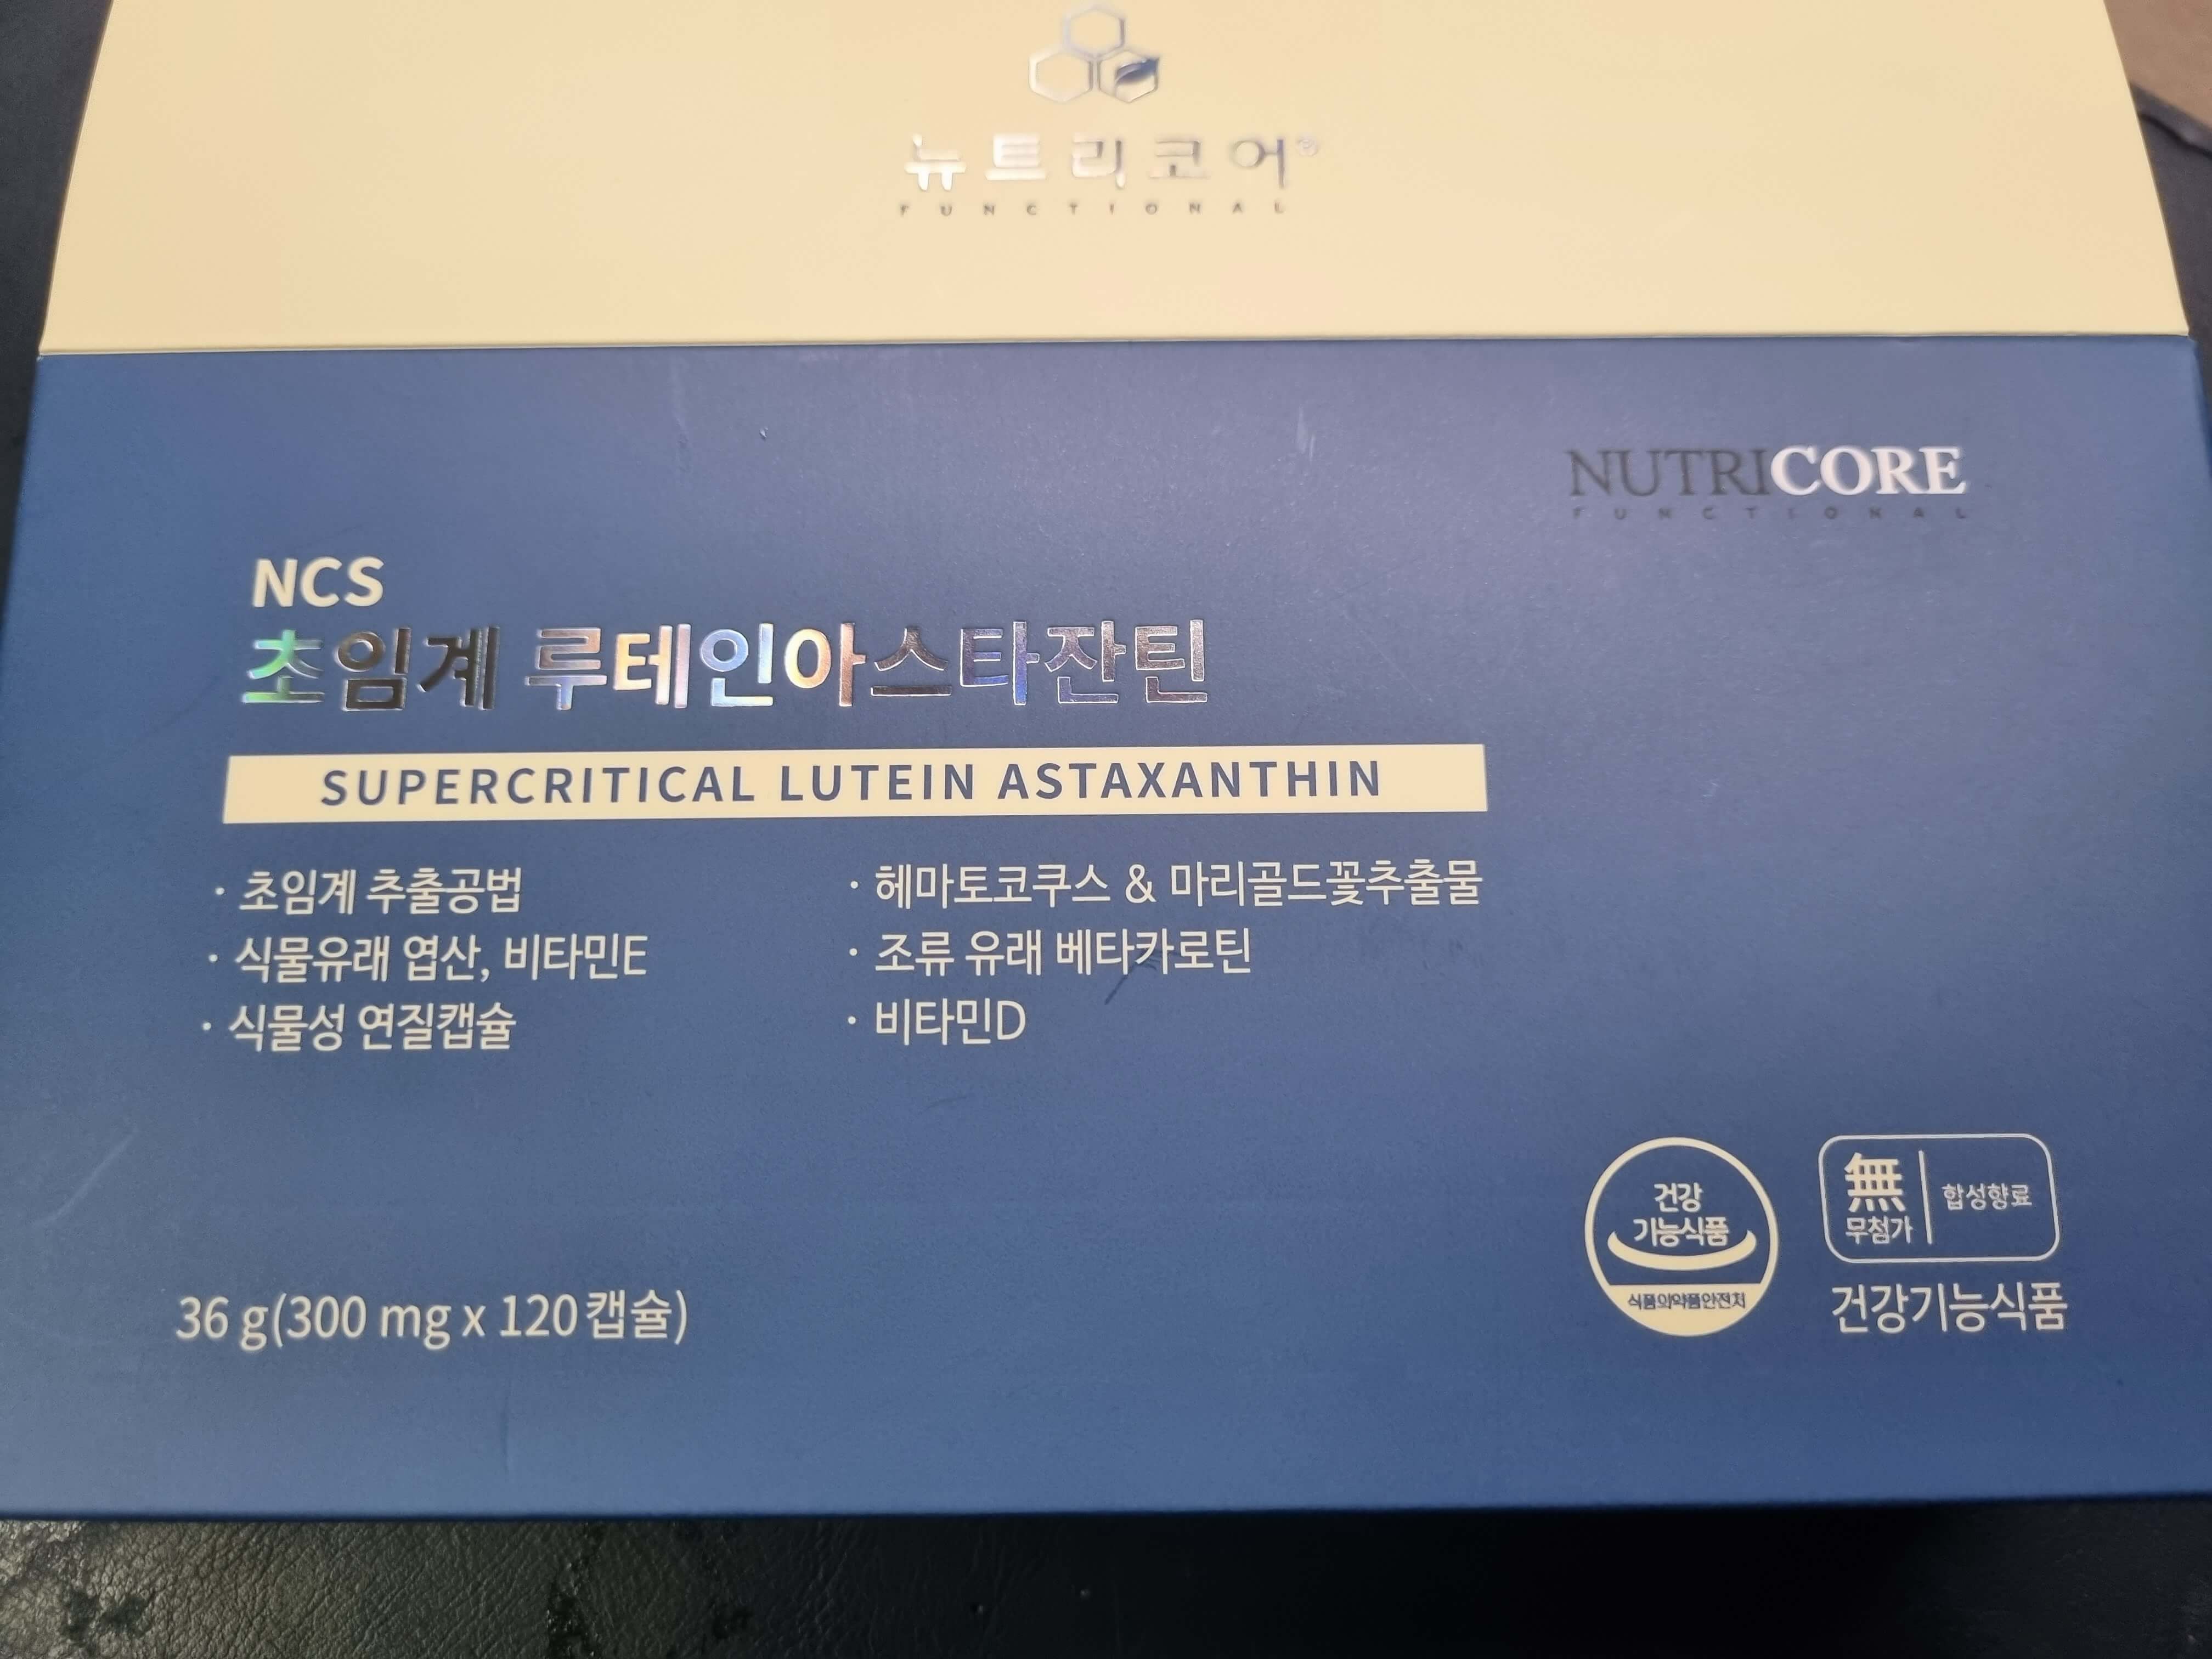 뉴트리코어®
FUNCTIONAL
NUTRICORE
FUNCTIONAL
NCS
초임계 루테인아스타잔틴
SUPERCRITICAL LUTEIN ASTAXANTHIN
· 초임계 추출공법
· 식물유래 엽산, 비타민E
· 식물성 연질캡슐
· 헤마토코쿠스 & 마리골드꽃추출물
· 조류 유래 베타카로틴
· 비타민D
36 g(300 mg x 120캡슐)
건강
기능식품
식품의약품안전처
無
무첨가
합성향료
건강기능식품